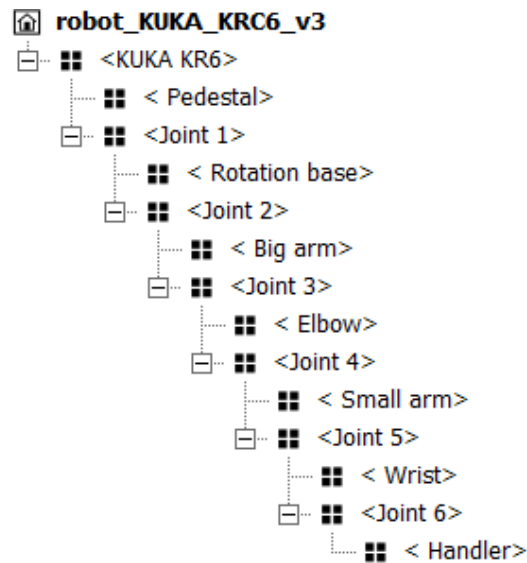 robot_KUKA_KRC6_v3
<KUKA KR6>
< Pedestal>
<Joint 1>
< Rotation base>
<Joint 2>
< Big arm>
<Joint 3>
< Elbow>
<Joint 4>
< Small arm>
<Joint 5>
< Wrist>
<Joint 6>
< Handler>